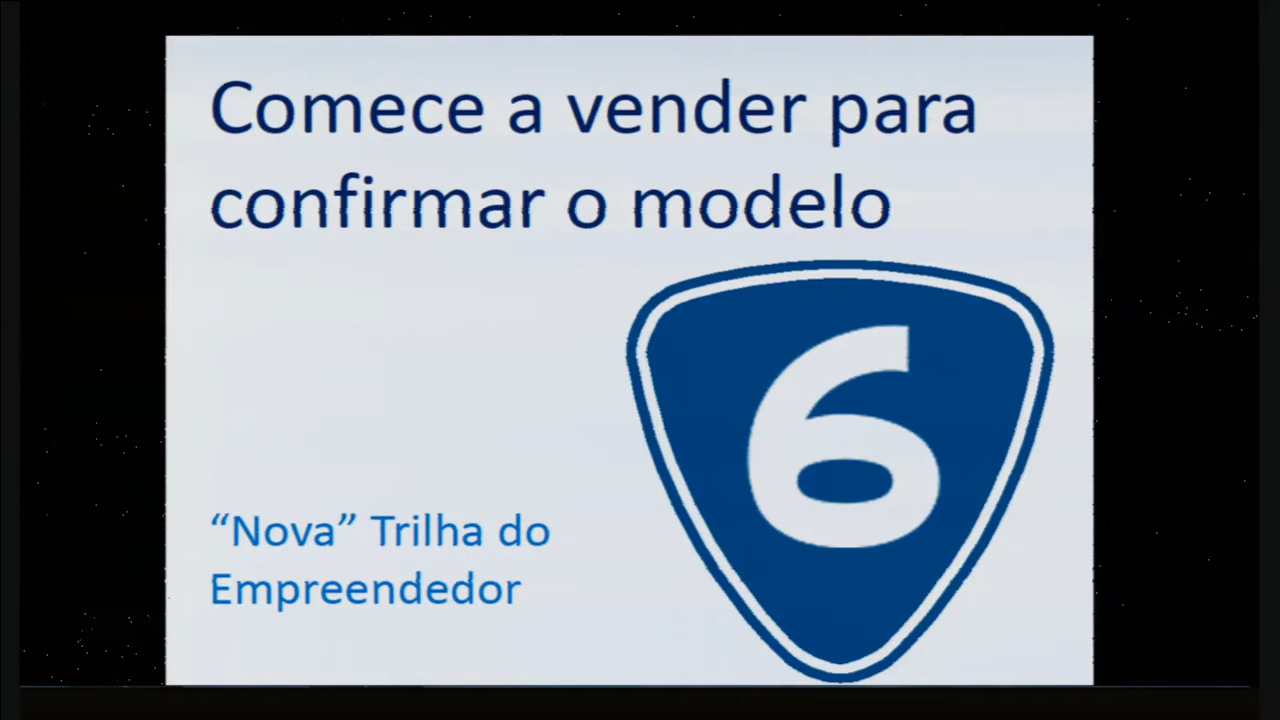 Comece a vender para
confirmar o modelo
6
“Nova” Trilha do
Empreendedor